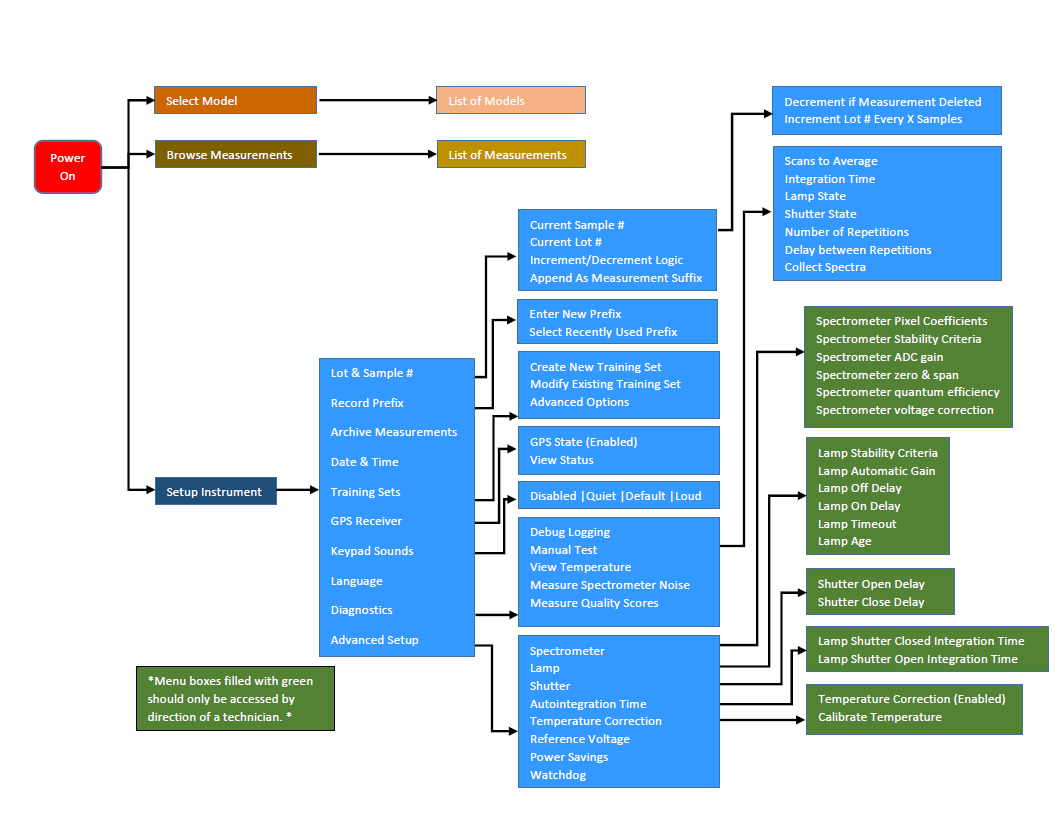 Power
On
Select Model
List of Models
Browse Measurements
List of Measurements
Setup Instrument
Lot & Sample #
Record Prefix
Archive Measurements
Date & Time
Training Sets
GPS Receiver
Keypad Sounds
Language
Diagnostics
Advanced Setup
*Menu boxes filled with green
should only be accessed by
direction of a technician. *
Current Sample #
Current Lot #
Increment/Decrement Logic
Append As Measurement Suffix
Enter New Prefix
Select Recently Used Prefix
Create New Training Set
Modify Existing Training Set
Advanced Options
GPS State (Enabled)
View Status
Disabled |Quiet |Default |Loud
Debug Logging
Manual Test
View Temperature
Measure Spectrometer Noise
Measure Quality Scores
Spectrometer
Lamp
Shutter
Autointegration Time
Temperature Correction
Reference Voltage
Power Savings
Watchdog
Decrement if Measurement Deleted
Increment Lot # Every X Samples
Scans to Average
Integration Time
Lamp State
Shutter State
Number of Repetitions
Delay between Repetitions
Collect Spectra
Spectrometer Pixel Coefficients
Spectrometer Stability Criteria
Spectrometer ADC gain
Spectrometer zero & span
Spectrometer quantum efficiency
Spectrometer voltage correction
Lamp Stability Criteria
Lamp Automatic Gain
Lamp Off Delay
Lamp On Delay
Lamp Timeout
Lamp Age
Shutter Open Delay
Shutter Close Delay
Lamp Shutter Closed Integration Time
Lamp Shutter Open Integration Time
Temperature Correction (Enabled)
Calibrate Temperature